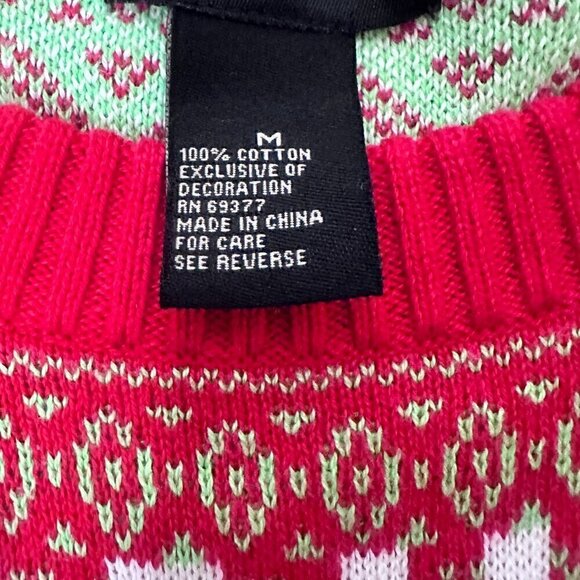 M
100% COTTON
EXCLUSIVE OF
DECORATION
RN 69377
MADE IN CHINA
FOR CARE
SEE REVERSE